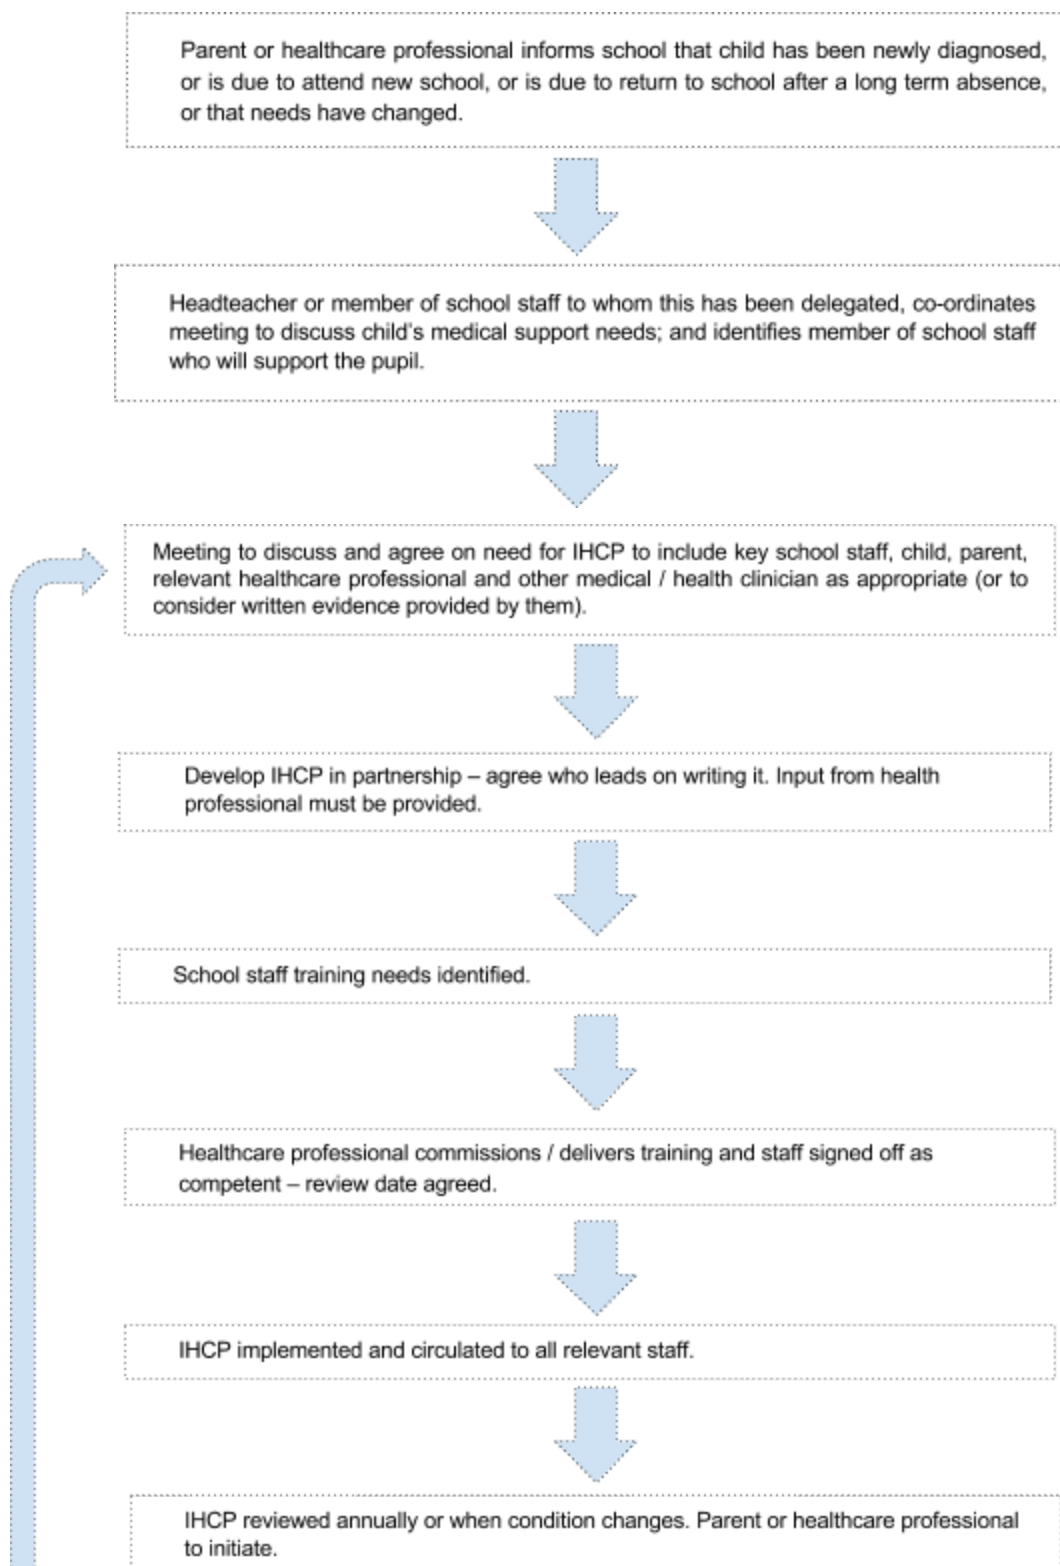 Parent or healthcare professional informs school that child has been newly diagnosed,
or is due to attend new school, or is due to return to school after a long term absence,
or that needs have changed.
Headteacher or member of school staff to whom this has been delegated, co-ordinates
meeting to discuss child's medical support needs; and identifies member of school staff
who will support the pupil.
Meeting to discuss and agree on need for IHCP to include key school staff, child, parent,
relevant healthcare professional and other medical / health clinician as appropriate (or to
consider written evidence provided by them).
Develop IHCP in partnership – agree who leads on writing it. Input from health
professional must be provided.
School staff training needs identified.
Healthcare professional commissions / delivers training and staff signed off as
competent – review date agreed.
IHCP implemented and circulated to all relevant staff.
IHCP reviewed annually or when condition changes. Parent or healthcare professional
to initiate.